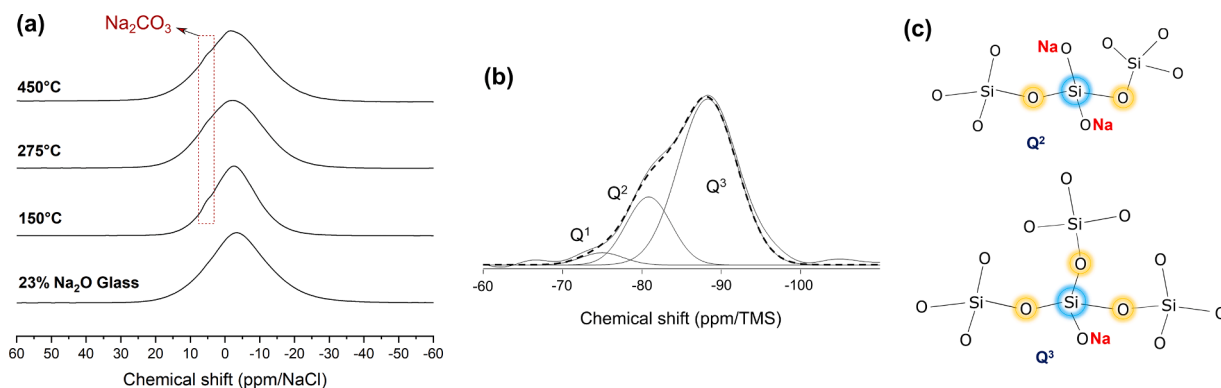 (a)
Na₂CO₃
450°C
275°C
150°C
23% Na₂O Glass
60 50 40 30 20 10 0 -10 -20 -30 -40 -50 -60
Chemical shift (ppm/NaCl)
(b)
Q¹
Q²
Q³
-60 -70 -80 -90 -100
Chemical shift (ppm/TMS)
(c)
Na
O
O
O
O
Si
O
Si
O
Si
O
O
O
O
Na
Q²
O
O
Si
O
O
O
O
O
Si
O
Si
O
Si
O
O
O
Na
O
Q³